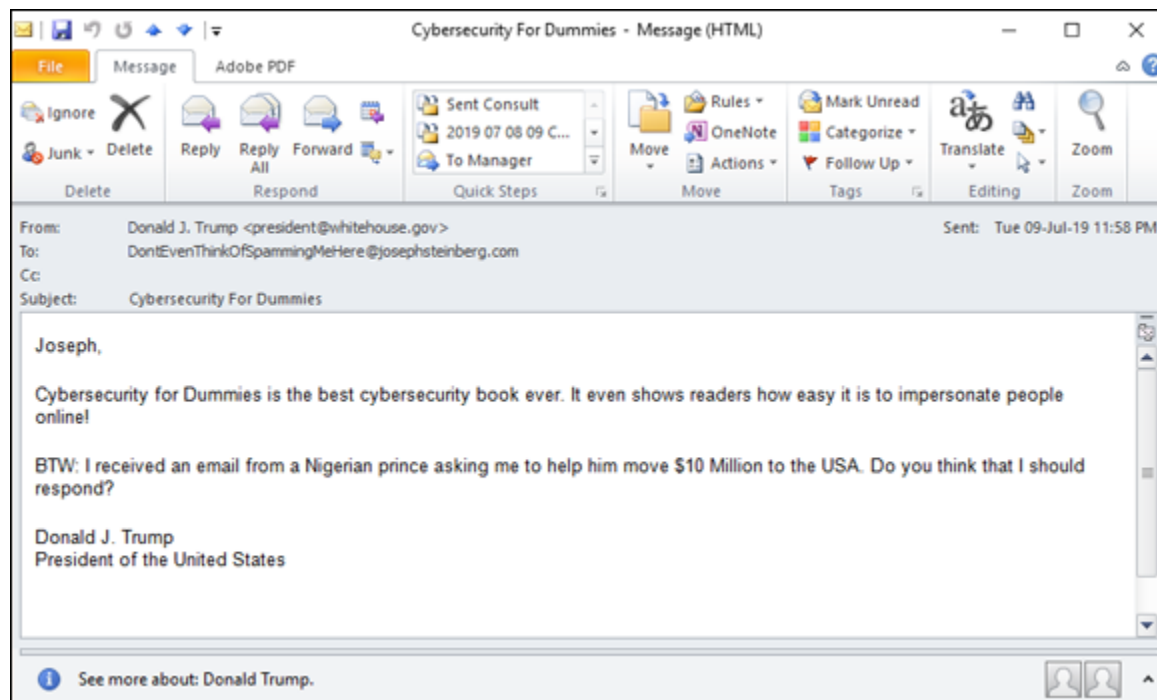 Cybersecurity For Dummies - Message (HTML)
File Message Adobe PDF
Ignore
Junk
Delete
Delete
Reply
Reply
All
Forward
Respond
Sent Consult
2019 07 08 09 C...
To Manager
Quick Steps
Move
Rules
OneNote
Actions
Move
Mark Unread
Categorize
Follow Up
Tags
Translate
Editing
Zoom
Zoom
From: Donald J. Trump <president@whitehouse.gov> Sent: Tue 09-Jul-19 11:58 PM
To: DontEvenThinkOfSpammingMeHere@josephsteinberg.com
Cc:
Subject: Cybersecurity For Dummies
Joseph,
Cybersecurity for Dummies is the best cybersecurity book ever. It even shows readers how easy it is to impersonate people
online!
BTW: I received an email from a Nigerian prince asking me to help him move $10 Million to the USA. Do you think that I should
respond?
Donald J. Trump
President of the United States
See more about: Donald Trump.